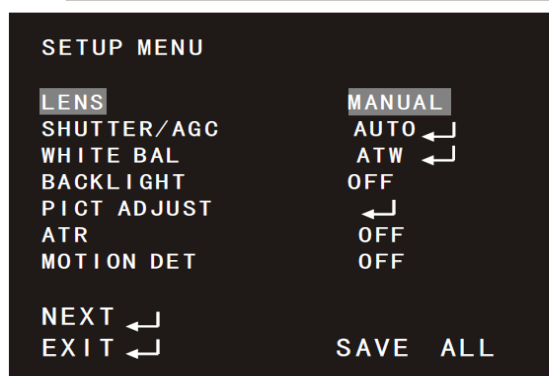 SETUP MENU
LENS MANUAL
SHUTTER/AGC AUTO ↵
WHITE BAL ATW ↵
BACKLIGHT OFF
PICT ADJUST ↵
ATR OFF
MOTION DET OFF
NEXT ↵
EXIT ↵ SAVE ALL